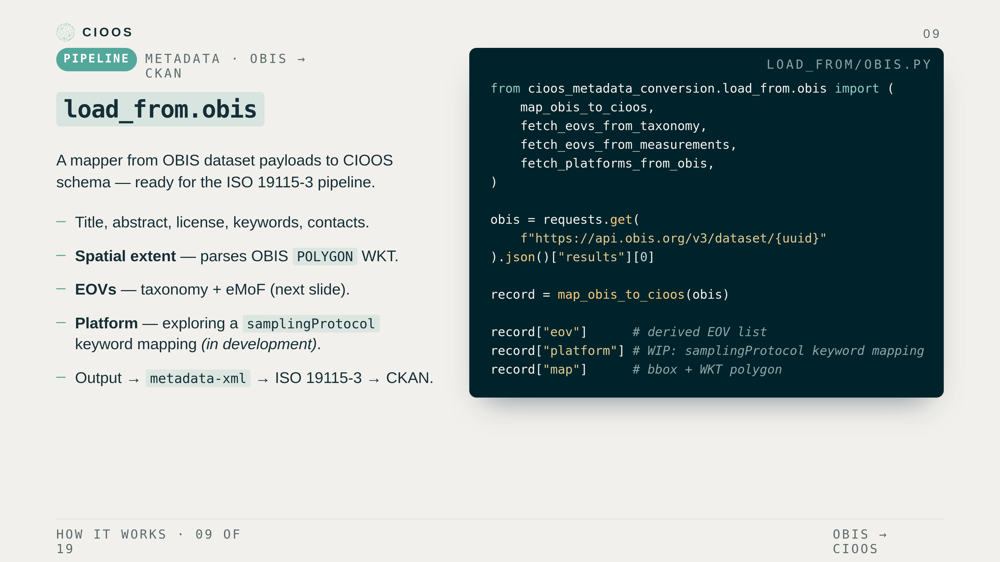 CIOOS
09
PIPELINE
METADATA · OBIS →
CKAN
load_from.obis
A mapper from OBIS dataset payloads to CIOOS
schema — ready for the ISO 19115-3 pipeline.
— Title, abstract, license, keywords, contacts.
— Spatial extent — parses OBIS POLYGON WKT.
— EOVs — taxonomy + eMoF (next slide).
— Platform — exploring a samplingProtocol
keyword mapping (in development).
— Output → metadata-xml → ISO 19115-3 → CKAN.
LOAD_FROM/OBIS.PY
from cioos_metadata_conversion.load_from.obis import (
    map_obis_to_cioos,
    fetch_eovs_from_taxonomy,
    fetch_eovs_from_measurements,
    fetch_platforms_from_obis,
)
obis = requests.get(
    f"https://api.obis.org/v3/dataset/{uuid}"
).json()["results"][0]
record = map_obis_to_cioos(obis)
record["eov"]      # derived EOV list
record["platform"] # WIP: samplingProtocol keyword mapping
record["map"]      # bbox + WKT polygon
HOW IT WORKS · 09 OF
19
OBIS →
CIOOS